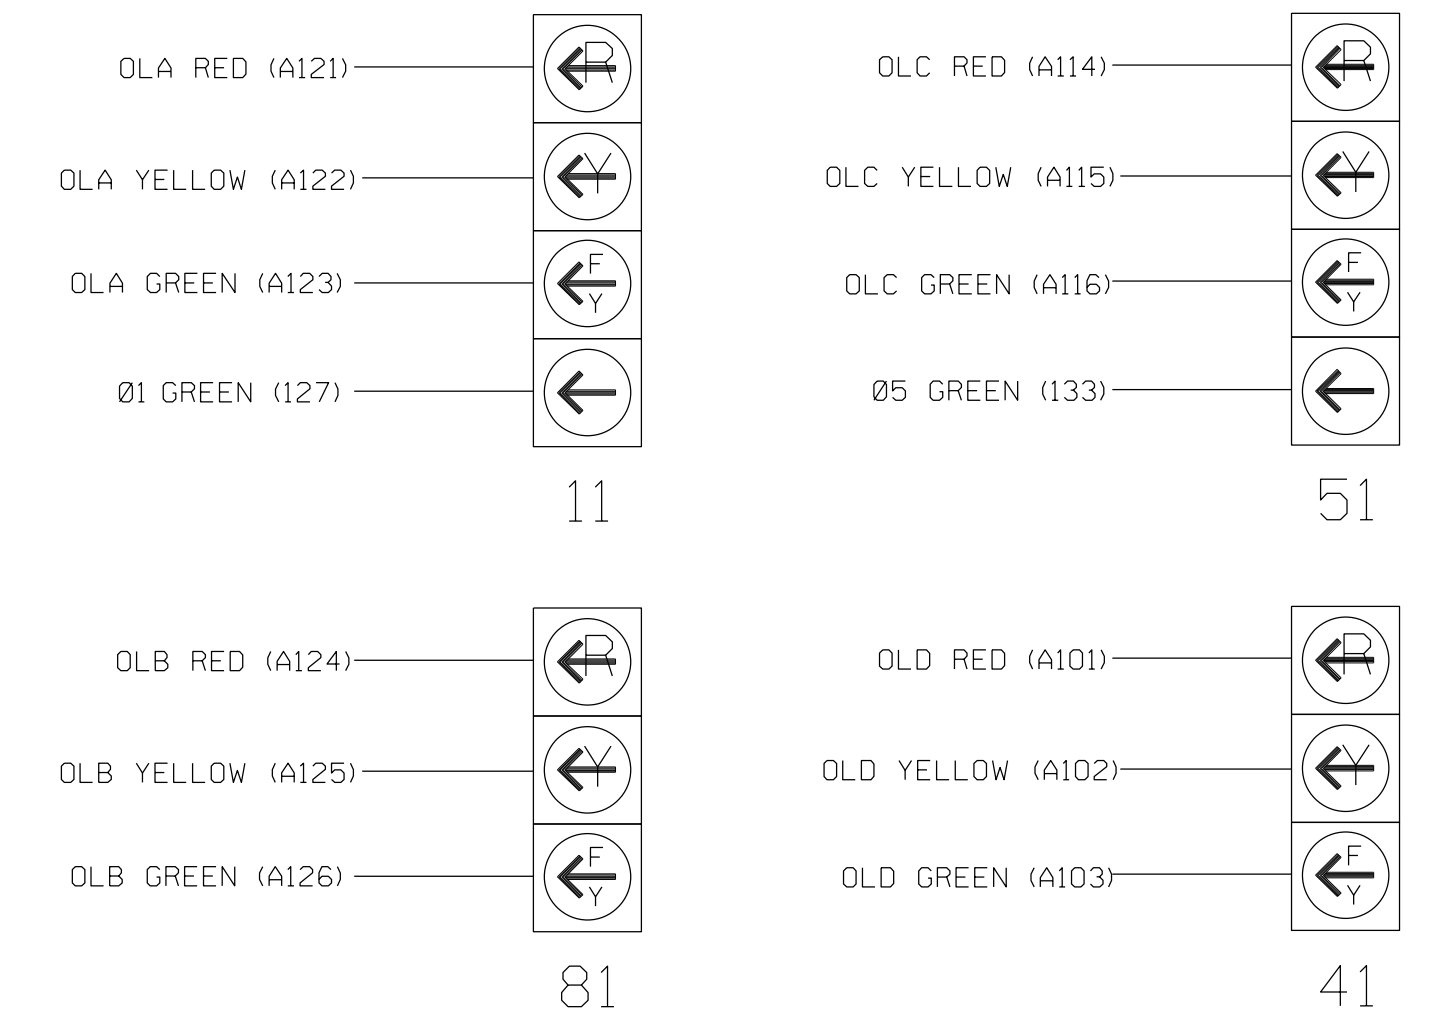 OLA RED (A121)
R
OLA YELLOW (A122)
Y
OLA GREEN (A123)
F
Y
Ø1 GREEN (127)
11
OLC RED (A114)
R
OLC YELLOW (A115)
Y
OLC GREEN (A116)
F
Y
Ø5 GREEN (133)
51
OLB RED (A124)
R
OLB YELLOW (A125)
Y
OLB GREEN (A126)
F
Y
81
OLD RED (A101)
R
OLD YELLOW (A102)
Y
OLD GREEN (A103)
F
Y
41